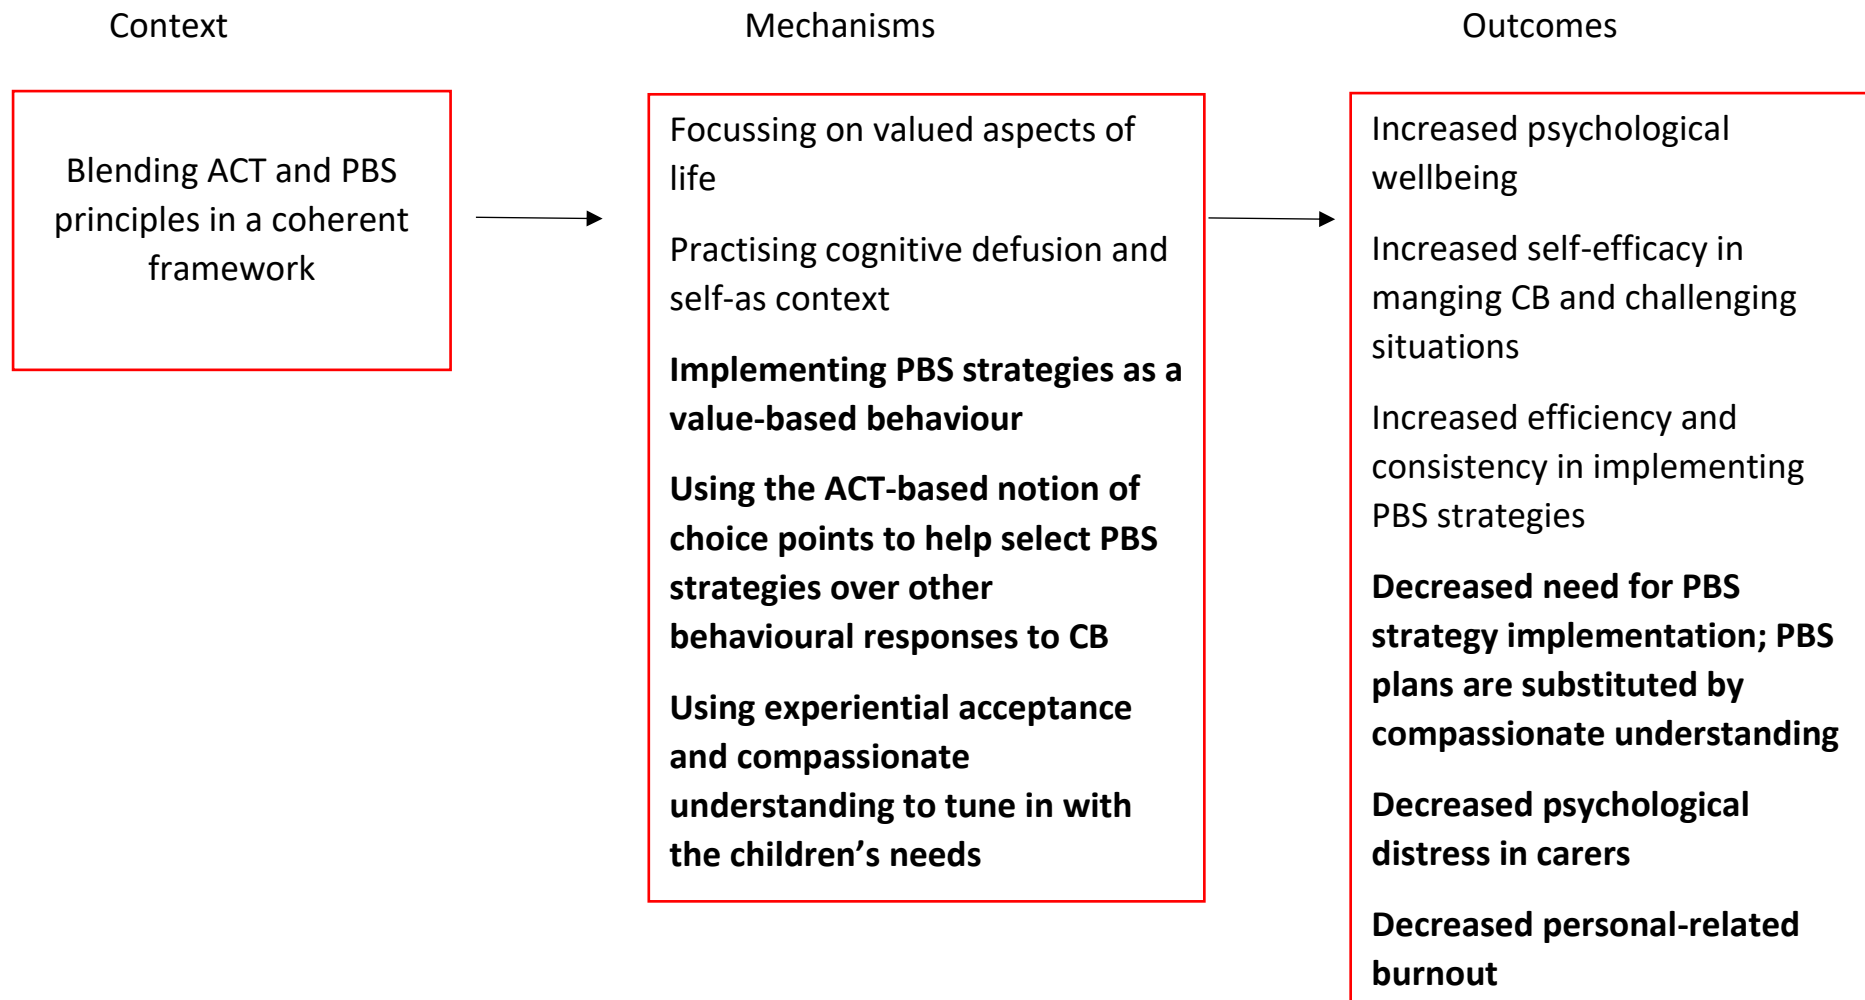 Context
Mechanisms
Outcomes
Blending ACT and PBS
principles in a coherent
framework
Focussing on valued aspects of
life
Practising cognitive defusion and
self-as context
Implementing PBS strategies as a
value-based behaviour
Using the ACT-based notion of
choice points to help select PBS
strategies over other
behavioural responses to CB
Using experiential acceptance
and compassionate
understanding to tune in with
the children’s needs
Increased psychological
wellbeing
Increased self-efficacy in
manging CB and challenging
situations
Increased efficiency and
consistency in implementing
PBS strategies
Decreased need for PBS
strategy implementation; PBS
plans are substituted by
compassionate understanding
Decreased psychological
distress in carers
Decreased personal-related
burnout